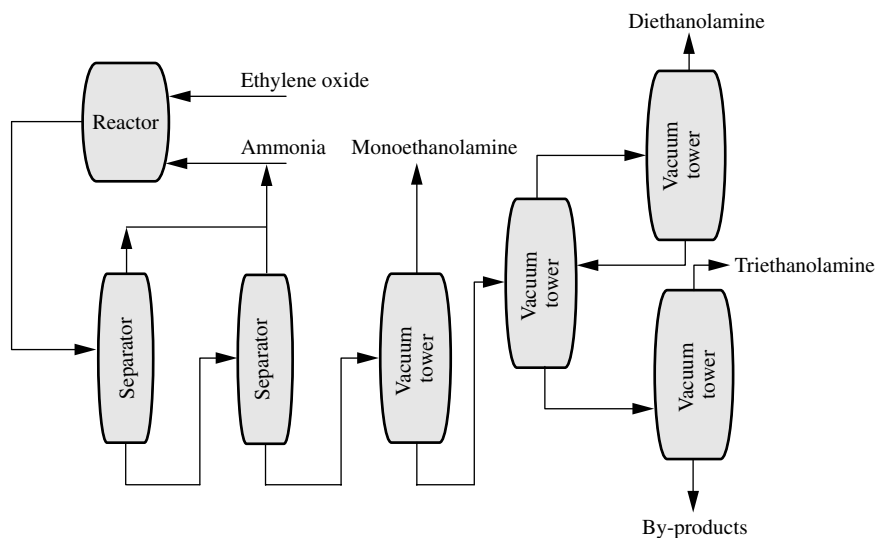 Diethanolamine
Ethylene oxide
Reactor
Ammonia
Monoethanolamine
Vacuum
tower
Vacuum
tower
Triethanolamine
Separator
Separator
Vacuum
tower
Vacuum
tower
By-products